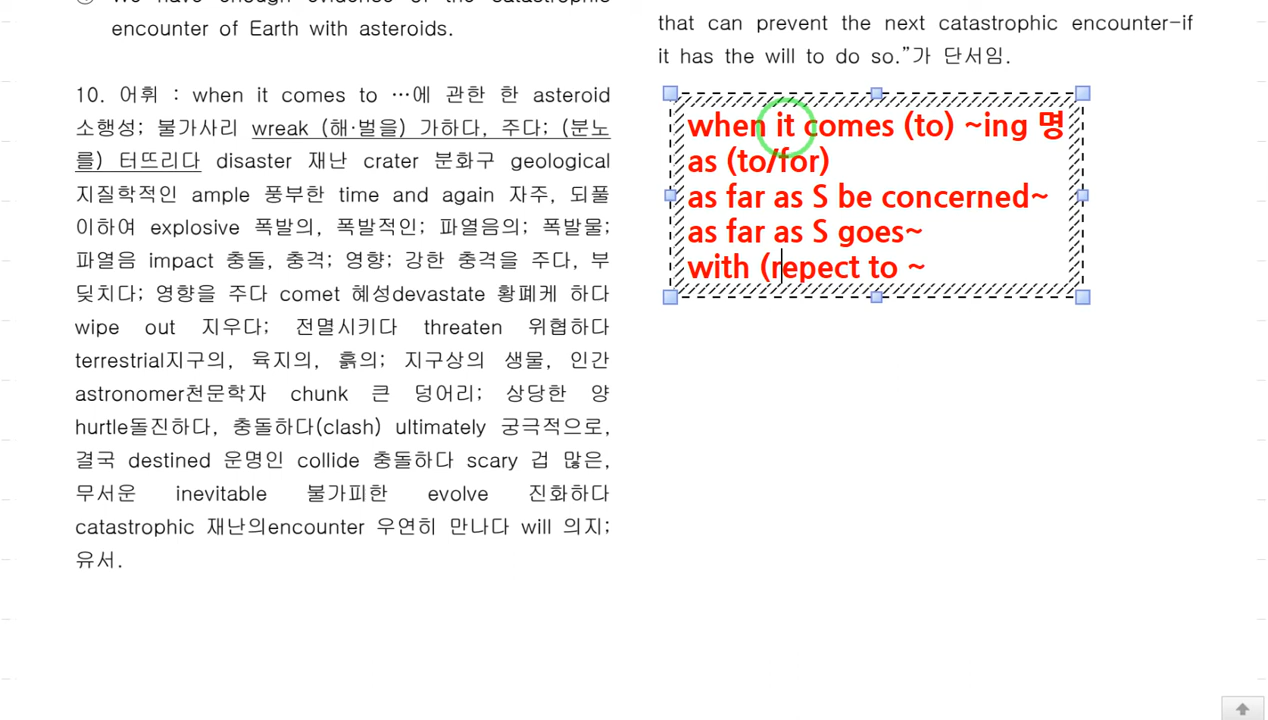 ④ We have enough evidence of the catastrophic
encounter of Earth with asteroids.
10. 어휘 : when it comes to …에 관한 한 asteroid
소행성; 불가사리 wreak (해·벌을) 가하다, 주다; (분노
를) 터뜨리다 disaster 재난 crater 분화구 geological
지질학적인 ample 풍부한 time and again 자주, 되풀
이하여 explosive 폭발의, 폭발적인; 파열음의; 폭발물;
파열음 impact 충돌, 충격; 영향; 강한 충격을 주다, 부
딪치다; 영향을 주다 comet 혜성devastate 황폐케 하다
wipe out 지우다; 전멸시키다 threaten 위협하다
terrestrial지구의, 육지의, 흙의; 지구상의 생물, 인간
astronomer천문학자 chunk 큰 덩어리; 상당한 양
hurtle돌진하다, 충돌하다(clash) ultimately 궁극적으로,
결국 destined 운명인 collide 충돌하다 scary 겁 많은,
무서운 inevitable 불가피한 evolve 진화하다
catastrophic 재난의encounter 우연히 만나다 will 의지;
유서.
that can prevent the next catastrophic encounter-if
it has the will to do so.”가 단서임.
when it comes (to) ~ing 명
as (to/for)
as far as S be concerned~
as far as S goes~
with (repect to ~